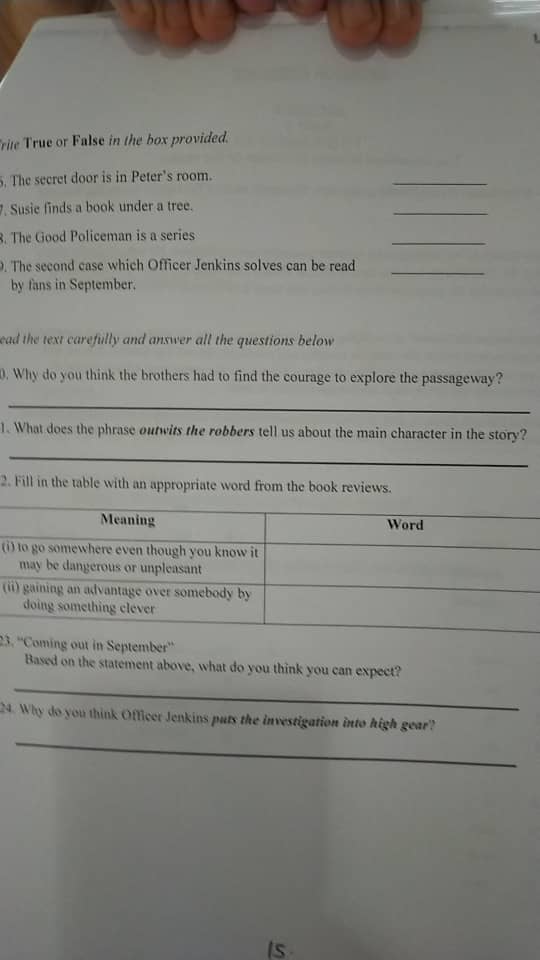 rite True or False in the box provided.
6. The secret door is in Peter's room.
7. Susie finds a book under a tree.
8. The Good Policeman is a series
9. The second case which Officer Jenkins solves can be read
by fans in September.
ead the text carefully and answer all the questions below
0. Why do you think the brothers had to find the courage to explore the passageway?
1. What does the phrase outwits the robbers tell us about the main character in the story?
2. Fill in the table with an appropriate word from the book reviews.
Meaning Word
(i) to go somewhere even though you know it
may be dangerous or unpleasant
(ii) gaining an advantage over somebody by
doing something clever
23. "Coming out in September"
Based on the statement above, what do you think you can expect?
24. Why do you think Officer Jenkins puts the investigation into high gear?
15